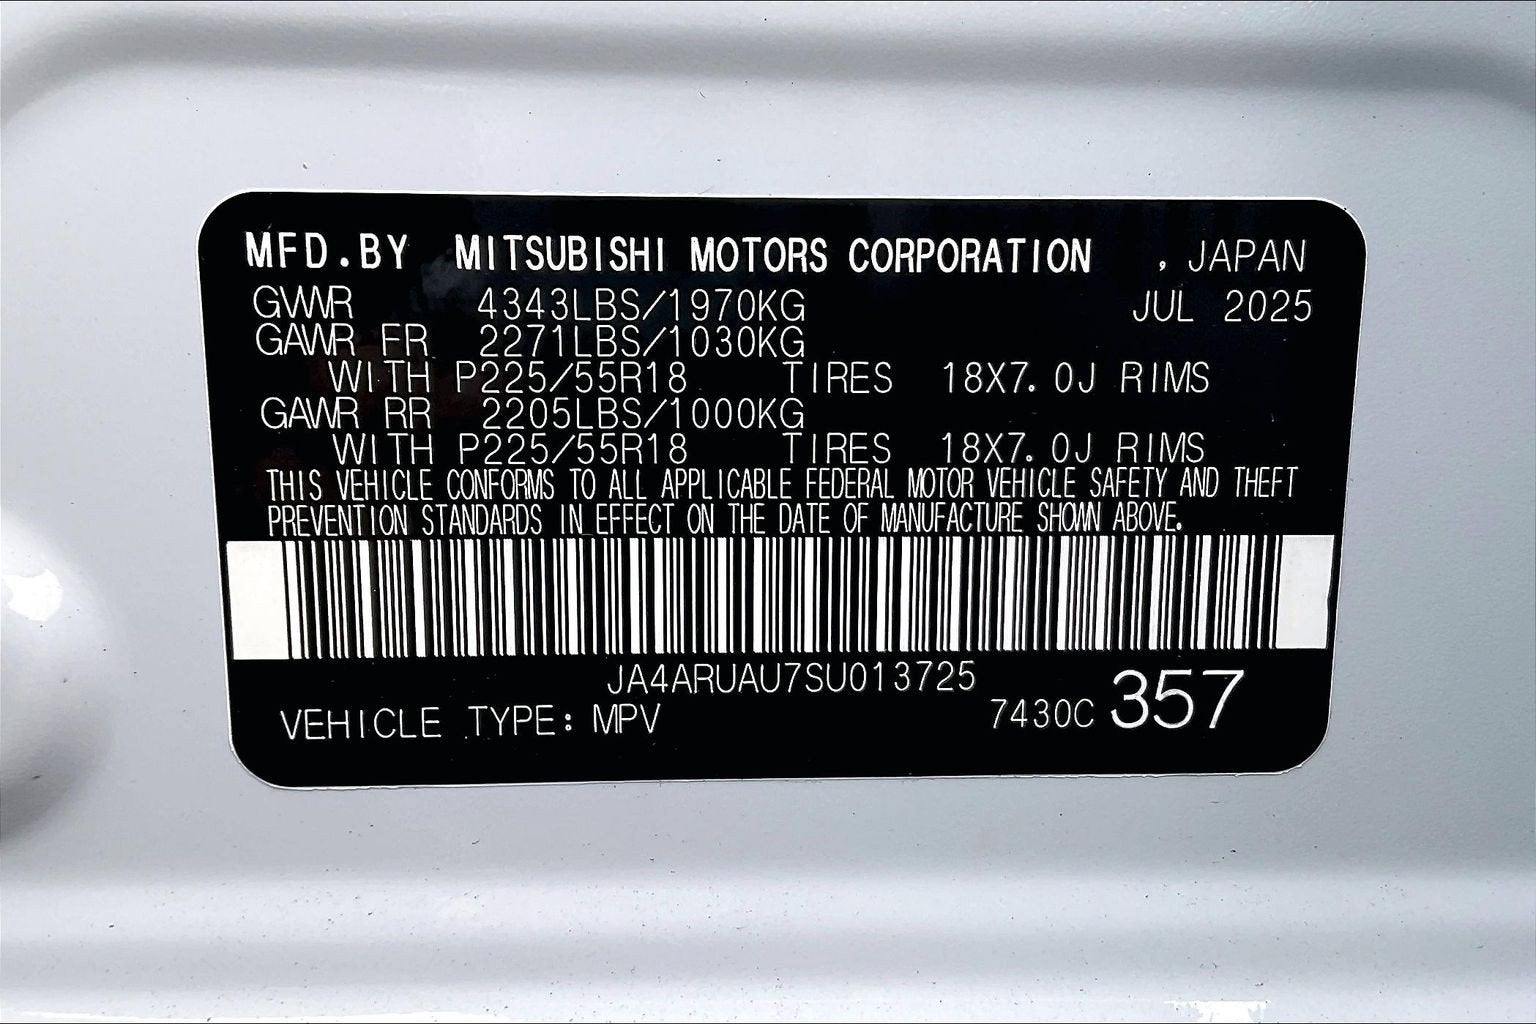 MFD.BY MITSUBISHI MOTORS CORPORATION , JAPAN
GVWR 4343LBS/1970KG JUL 2025
GAWR FR 2271LBS/1030KG
WITH P225/55R18 TIRES 18X7.0J RIMS
GAWR RR 2205LBS/1000KG
WITH P225/55R18 TIRES 18X7.0J RIMS
THIS VEHICLE CONFORMS TO ALL APPLICABLE FEDERAL MOTOR VEHICLE SAFETY AND THEFT
PREVENTION STANDARDS IN EFFECT ON THE DATE OF MANUFACTURE SHOWN ABOVE.
JA4ARUAU7SU013725
VEHICLE TYPE: MPV 7430C 357